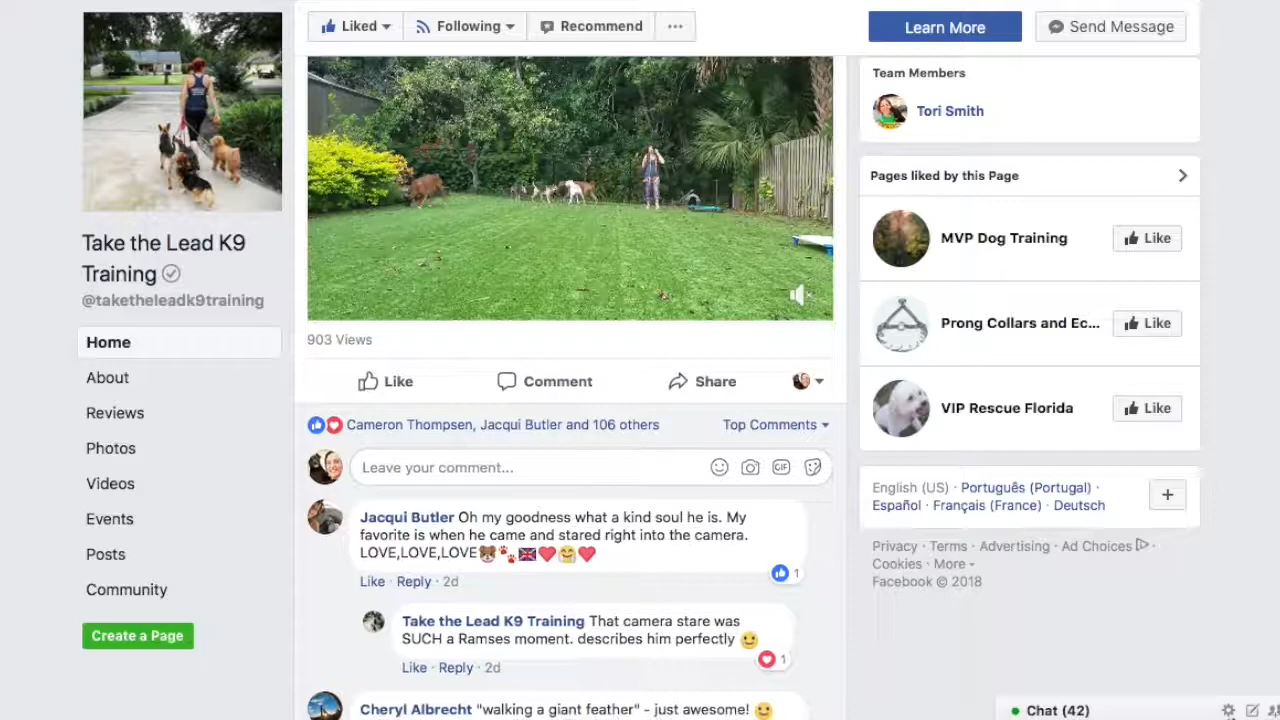 Liked
Following
Recommend
Learn More
Send Message
Take the Lead K9
Training
@taketheleadk9training
Home
About
Reviews
Photos
Videos
Events
Posts
Community
Create a Page
903 Views
Like
Comment
Share
Cameron Thompsen, Jacqui Butler and 106 others
Top Comments
Leave your comment...
GIF
Jacqui Butler Oh my goodness what a kind soul he is. My
favorite is when he came and stared right into the camera.
LOVE,LOVE,LOVE🐻🐾🇬🇧❤️😂❤️
1
Like · Reply · 2d
Take the Lead K9 Training That camera stare was
SUCH a Ramses moment. describes him perfectly 😀
1
Like · Reply · 2d
Cheryl Albrecht "walking a giant feather" - just awesome! 😀
Team Members
Tori Smith
Pages liked by this Page
MVP Dog Training
Like
Prong Collars and Ec...
Like
VIP Rescue Florida
Like
English (US) · Português (Portugal) ·
Español · Français (France) · Deutsch
Privacy · Terms · Advertising · Ad Choices ·
Cookies · More
Facebook © 2018
Chat (42)